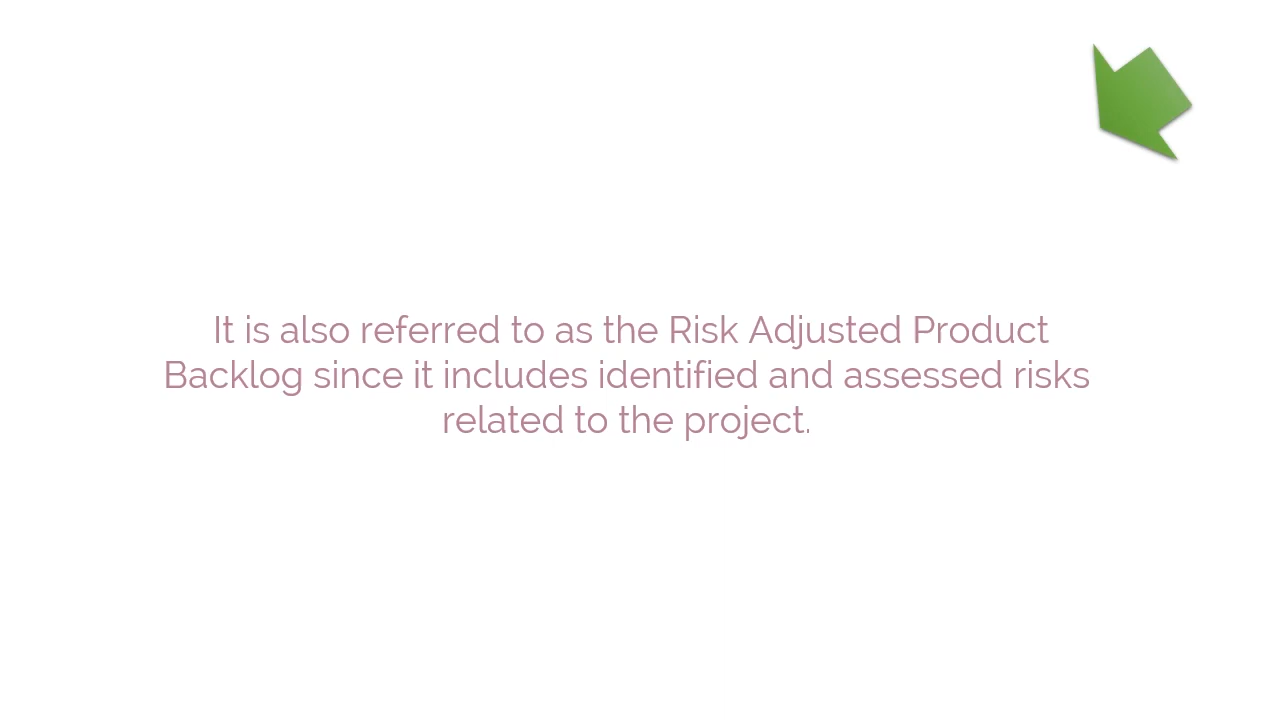 It is also referred to as the Risk Adjusted Product
Backlog since it includes identified and assessed risks
related to the project.